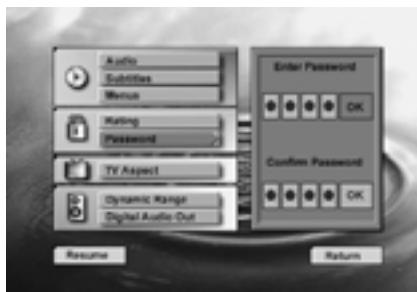 Audio
Subtitles
Menus
Rating
Password
TV Aspect
Dynamic Range
Digital Audio Out
Enter Password
OK
Confirm Password
OK
Resume
Return